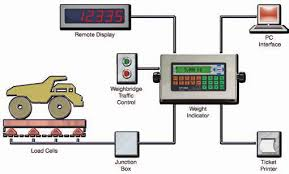 12335
Remote Display
PC
Interface
Weighbridge
Traffic
Control
Weight
Indicator
Load Cells
Junction
Box
Ticket
Printer